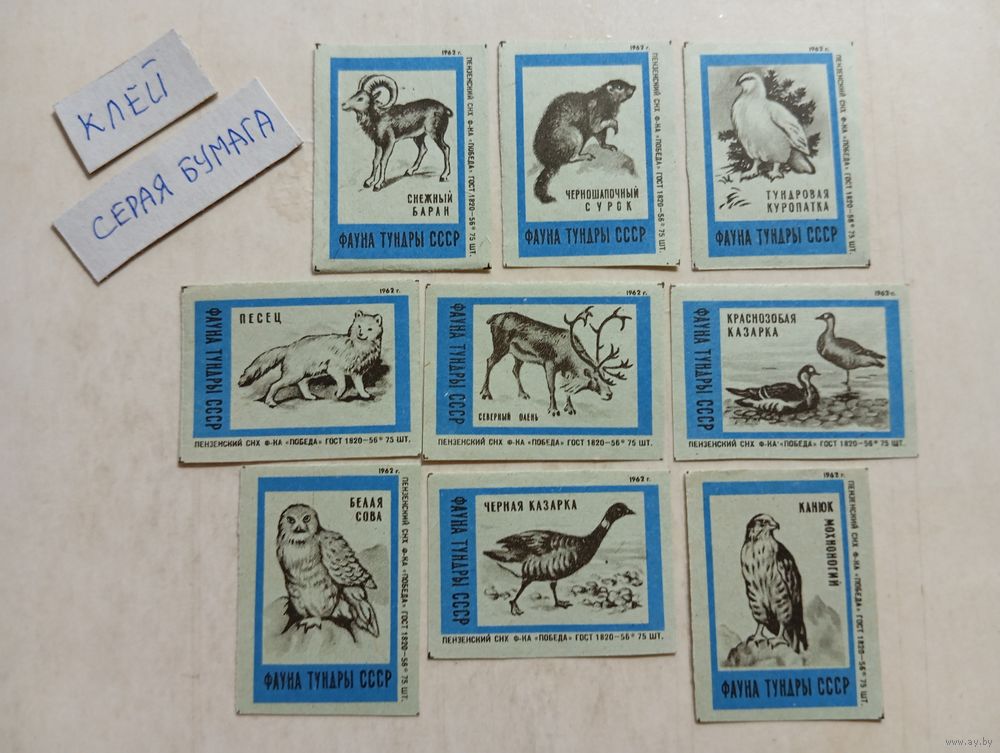 КЛЕЙ
СЕРАЯ БУМАГА
1962 г.
СНЕЖНЫЙ
БАРАН
ФАУНА ТУНДРЫ СССР
ПЕНЗЕНСКИЙ СНХ Ф-КА «ПОБЕДА» ГОСТ 1820-56* 75 ШТ.
1962 г.
ЧЕРНОШАПОЧНЫЙ
СУРОК
ФАУНА ТУНДРЫ СССР
ПЕНЗЕНСКИЙ СНХ Ф-КА «ПОБЕДА» ГОСТ 1820-56* 75 ШТ.
1962 г.
ТУНДРОВАЯ
КУРОПАТКА
ФАУНА ТУНДРЫ СССР
ПЕНЗЕНСКИЙ СНХ Ф-КА «ПОБЕДА» ГОСТ 1820-56* 75 ШТ.
1962 г.
ПЕСЕЦ
ФАУНА ТУНДРЫ СССР
ПЕНЗЕНСКИЙ СНХ Ф-КА «ПОБЕДА» ГОСТ 1820-56* 75 ШТ.
1962 г.
СЕВЕРНЫЙ ОЛЕНЬ
ФАУНА ТУНДРЫ СССР
ПЕНЗЕНСКИЙ СНХ Ф-КА «ПОБЕДА» ГОСТ 1820-56* 75 ШТ.
1962 г.
КРАСНОЗОБАЯ
КАЗАРКА
ФАУНА ТУНДРЫ СССР
ПЕНЗЕНСКИЙ СНХ Ф-КА «ПОБЕДА» ГОСТ 1820-56* 75 ШТ.
1962 г.
БЕЛАЯ
СОВА
ФАУНА ТУНДРЫ СССР
ПЕНЗЕНСКИЙ СНХ Ф-КА «ПОБЕДА» ГОСТ 1820-56* 75 ШТ.
1962 г.
ЧЕРНАЯ КАЗАРКА
ФАУНА ТУНДРЫ СССР
ПЕНЗЕНСКИЙ СНХ Ф-КА «ПОБЕДА» ГОСТ 1820-56* 75 ШТ.
1962 г.
КАНЮК
МОХНОНОГИЙ
ФАУНА ТУНДРЫ СССР
ПЕНЗЕНСКИЙ СНХ Ф-КА «ПОБЕДА» ГОСТ 1820-56* 75 ШТ.
© www.ay.by